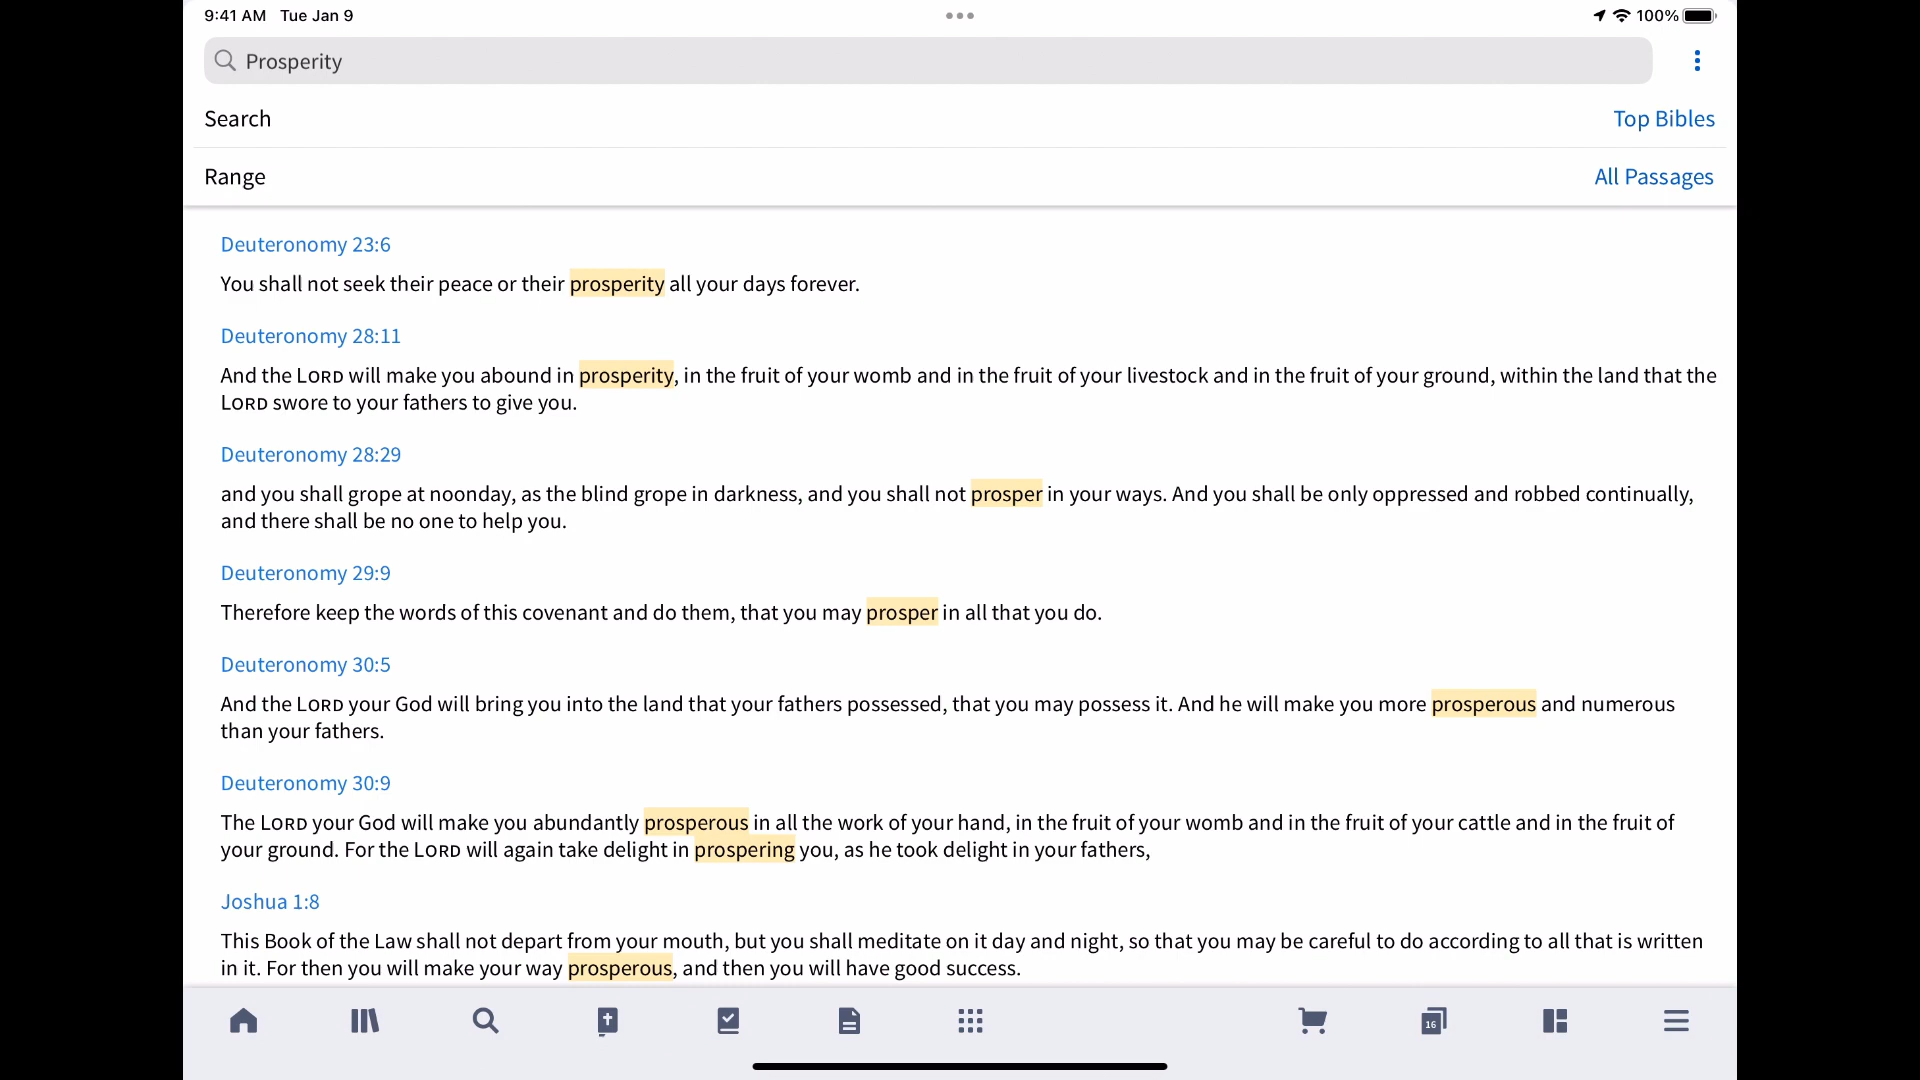 9:41 AM Tue Jan 9
100%
Prosperity
Search
Top Bibles
Range
All Passages
Deuteronomy 23:6
You shall not seek their peace or their prosperity all your days forever.
Deuteronomy 28:11
And the LORD will make you abound in prosperity, in the fruit of your womb and in the fruit of your livestock and in the fruit of your ground, within the land that the
LORD swore to your fathers to give you.
Deuteronomy 28:29
and you shall grope at noonday, as the blind grope in darkness, and you shall not prosper in your ways. And you shall be only oppressed and robbed continually,
and there shall be no one to help you.
Deuteronomy 29:9
Therefore keep the words of this covenant and do them, that you may prosper in all that you do.
Deuteronomy 30:5
And the LORD your God will bring you into the land that your fathers possessed, that you may possess it. And he will make you more prosperous and numerous
than your fathers.
Deuteronomy 30:9
The LORD your God will make you abundantly prosperous in all the work of your hand, in the fruit of your womb and in the fruit of your cattle and in the fruit of
your ground. For the LORD will again take delight in prospering you, as he took delight in your fathers,
Joshua 1:8
This Book of the Law shall not depart from your mouth, but you shall meditate on it day and night, so that you may be careful to do according to all that is written
in it. For then you will make your way prosperous, and then you will have good success.
16